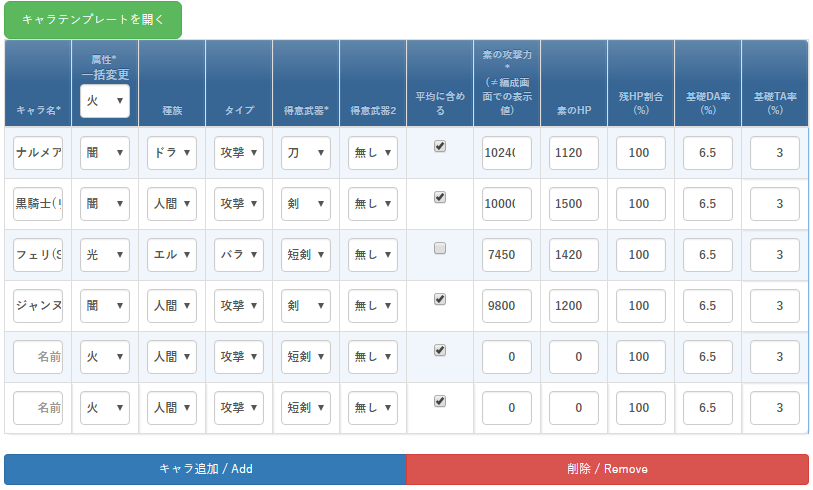 キャラテンプレートを開く
キャラ名*
属性*
一括変更
火 ▼
種族
タイプ
得意武器*
得意武器2
平均に含め
る
素の攻撃力
*
(≠編成画
面での表示
値)
素のHP
残HP割合
(%)
基礎DA率
(%)
基礎TA率
(%)
ナルメア 闇 ドラ 攻撃 刀 無し 1024 1120 100 6.5 3
黒騎士( 闇 人間 攻撃 剣 無し 1000 1500 100 6.5 3
フェリ(S 光 エル バラ 短剣 無し 7450 1420 100 6.5 3
ジャンヌ 闇 人間 攻撃 剣 無し 9800 1200 100 6.5 3
名前 火 人間 攻撃 短剣 無し 0 0 100 6.5 3
名前 火 人間 攻撃 短剣 無し 0 0 100 6.5 3
キャラ追加 / Add 削除 / Remove